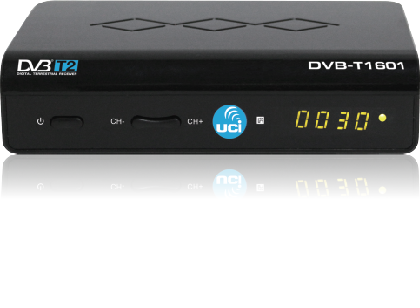 DVB T2
DIGITAL TERRESTRIAL RECEIVER
DVB-T1601
CH-
CH+
uci
0030